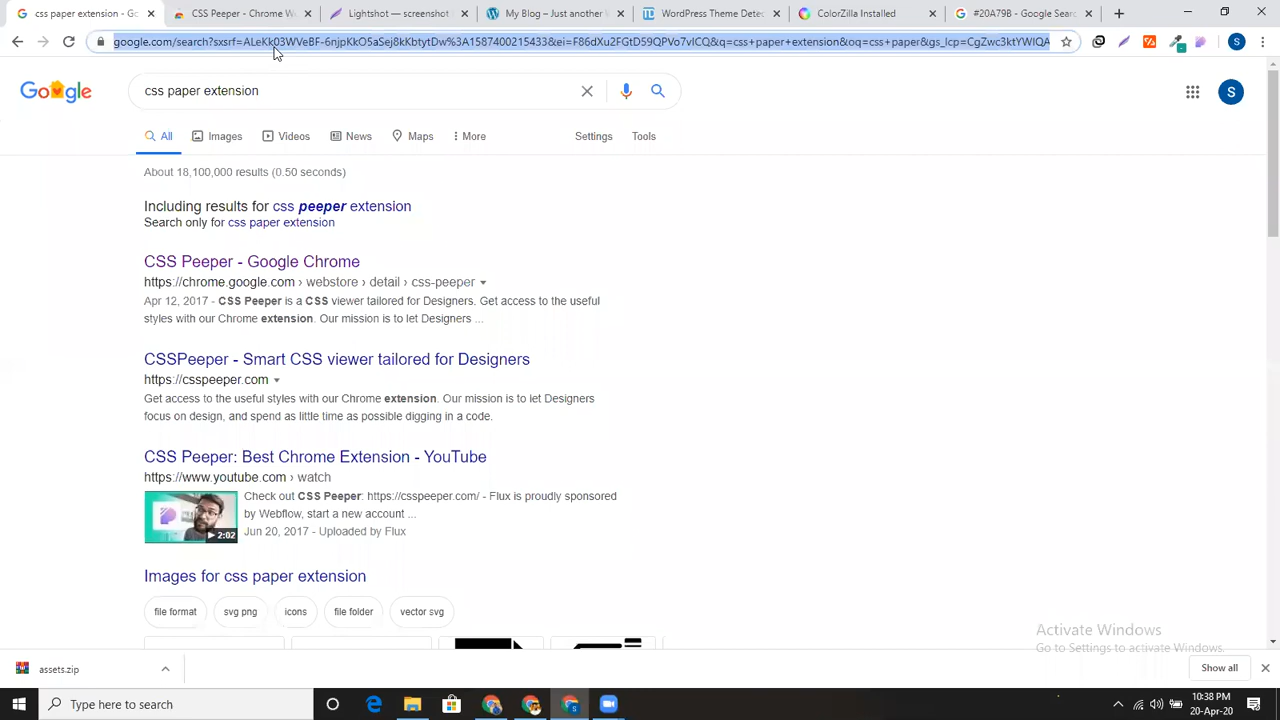 css paper extension - Go
CSS Peeper - Chrome W
Lightshot — screenshot
My Blog – Just another
WordPress Theme Detec
ColorZilla Installed
#20A79B - Google Searc
google.com/search?sxsrf=ALeKk03WVeBF-6njpKkO5aSej8kKbtytDw%3A1587400215433&ei=F86dXu2FGtD59QPVo7vICQ&q=css+paper+extension&oq=css+paper&gs_lcp=CgZwc3ktYWIQA
S
Google
css paper extension
S
All
Images
Videos
News
Maps
More
Settings
Tools
About 18,100,000 results (0.50 seconds)
Including results for css peeper extension
Search only for css paper extension
CSS Peeper - Google Chrome
https://chrome.google.com › webstore › detail › css-peeper
Apr 12, 2017 - CSS Peeper is a CSS viewer tailored for Designers. Get access to the useful
styles with our Chrome extension. Our mission is to let Designers ...
CSSPeeper - Smart CSS viewer tailored for Designers
https://csspeeper.com
Get access to the useful styles with our Chrome extension. Our mission is to let Designers
focus on design, and spend as little time as possible digging in a code.
CSS Peeper: Best Chrome Extension - YouTube
https://www.youtube.com › watch
2:02
Check out CSS Peeper: https://csspeeper.com/ - Flux is proudly sponsored
by Webflow, start a new account ...
Jun 20, 2017 - Uploaded by Flux
Images for css paper extension
file format
svg png
icons
file folder
vector svg
Activate Windows
Go to Settings to activate Windows.
assets.zip
Show all
Type here to search
10:38 PM
20-Apr-20